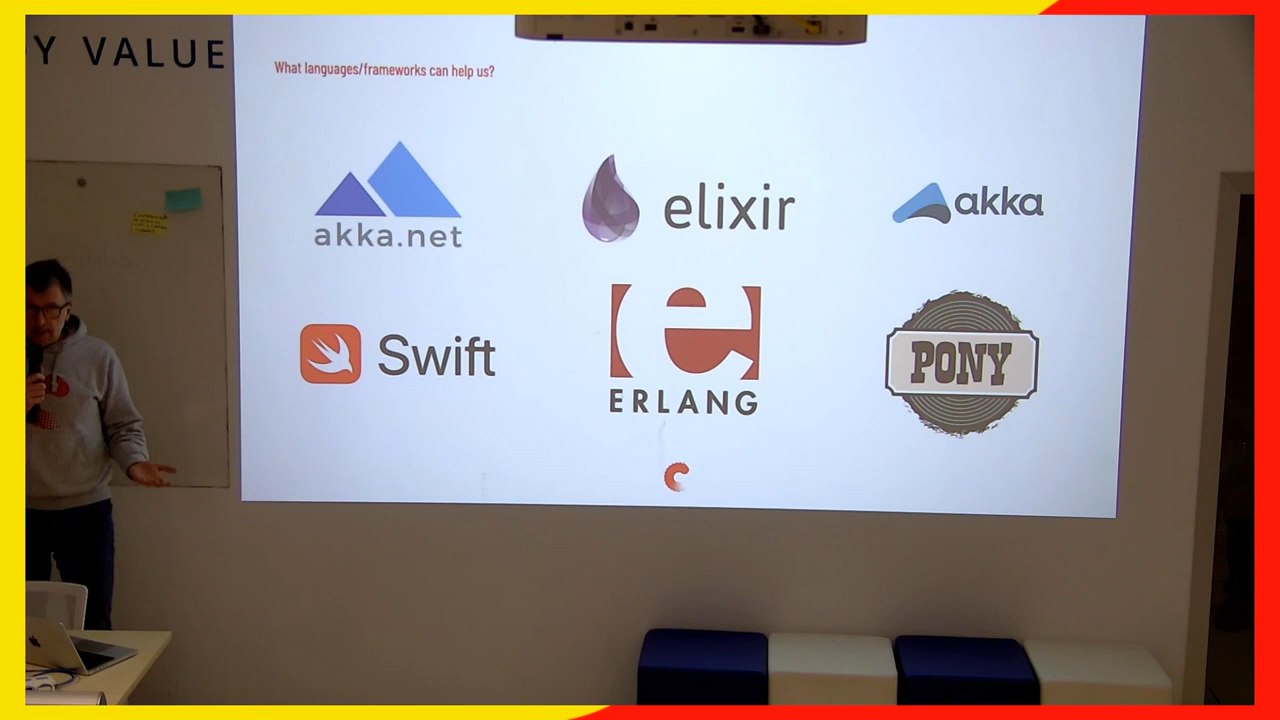 Y VALUE
What languages/frameworks can help us?
akka.net
elixir
akka
Swift
e
ERLANG
PONY